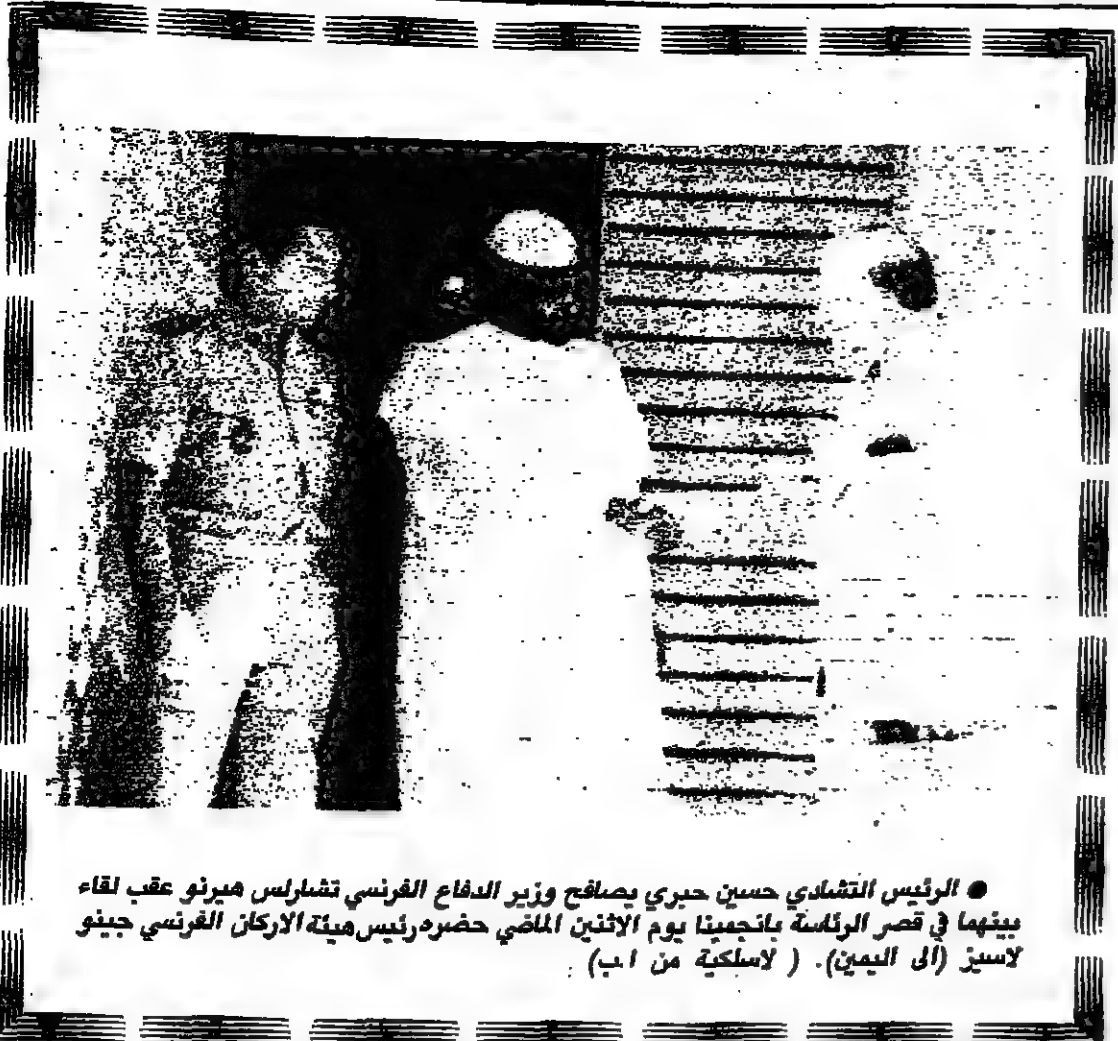 ● الرئيس التشادي حسين حبري يصافح وزير الدفاع الفرنسي تشارلس هيرنو عقب لقاء
بينهما في قصر الرئاسة بانجمينا يوم الاثنين الماضي حضره رئيس هيئة الاركان الفرنسي جينو
لاسيز (الى اليمين). ( لاسلكية من ا.ب)